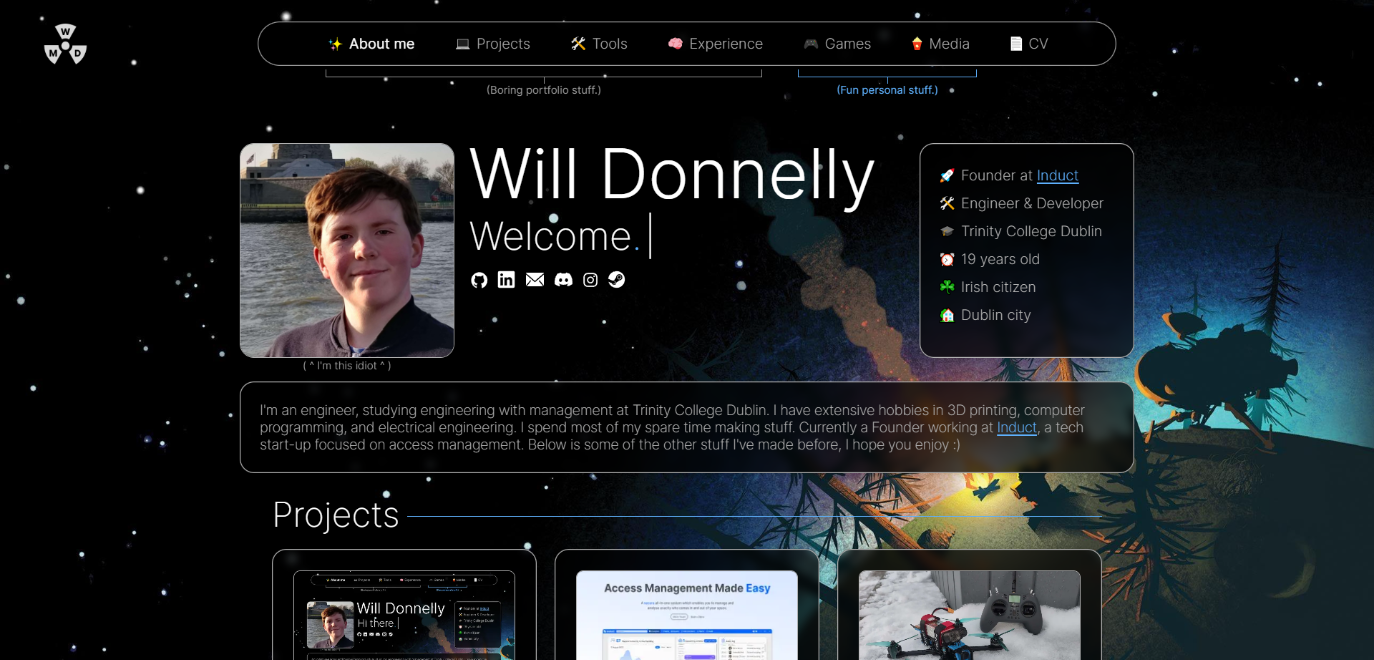 W
M D
About me Projects Tools Experience Games Media CV
(Boring portfolio stuff.) (Fun personal stuff.)
Will Donnelly
Welcome.
( ^ I'm this idiot ^ )
Founder at Induct
Engineer & Developer
Trinity College Dublin
19 years old
Irish citizen
Dublin city
I'm an engineer, studying engineering with management at Trinity College Dublin. I have extensive hobbies in 3D printing, computer
programming, and electrical engineering. I spend most of my spare time making stuff. Currently a Founder working at Induct, a tech
start-up focused on access management. Below is some of the other stuff I've made before, I hope you enjoy :)
Projects
Will Donnelly
Hi there.
Access Management Made Easy